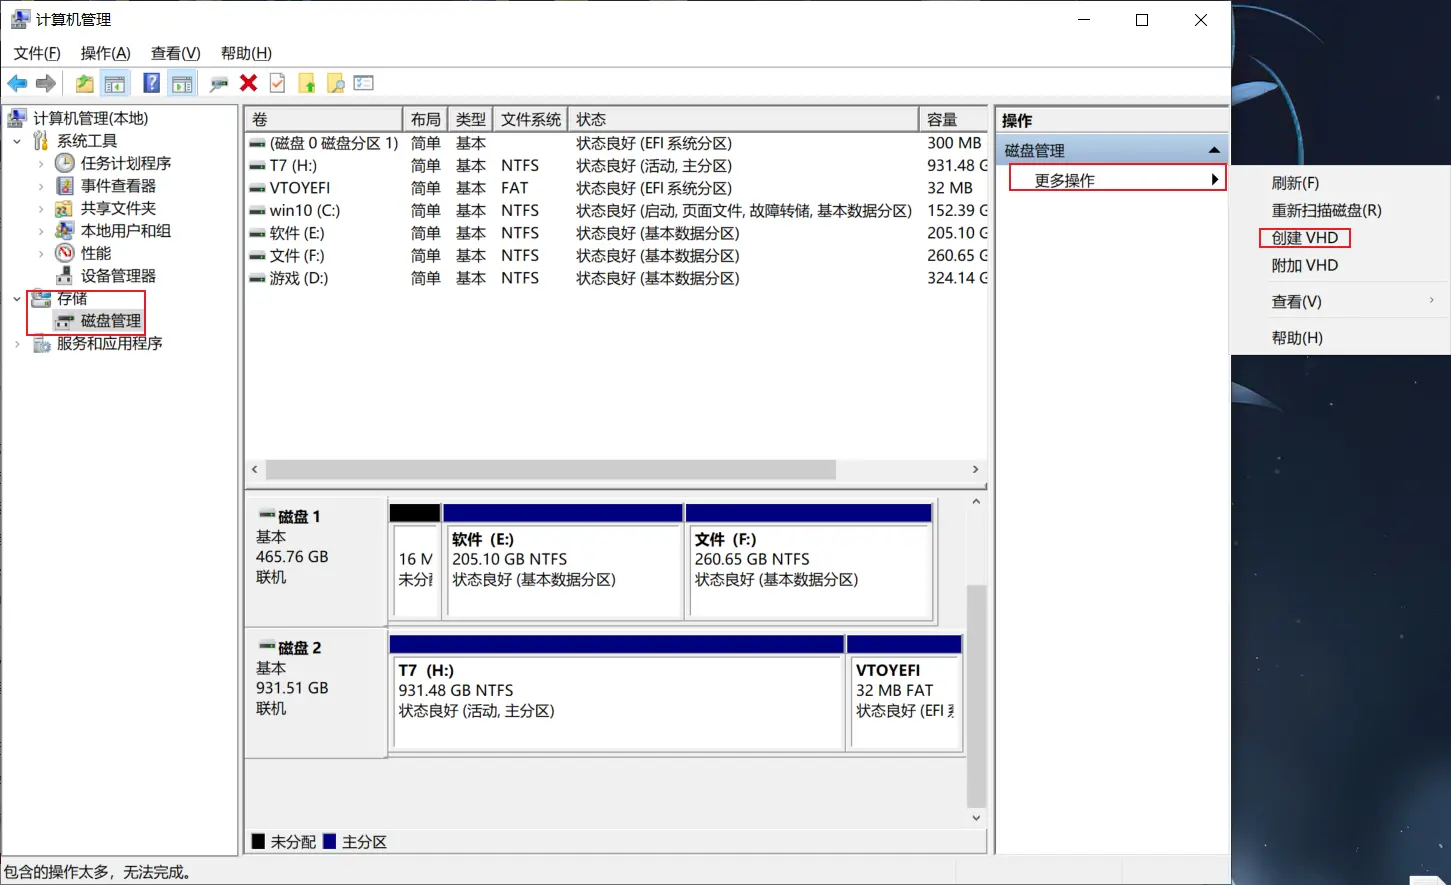 计算机管理
文件(F) 操作(A) 查看(V) 帮助(H)
计算机管理(本地)
系统工具
任务计划程序
事件查看器
共享文件夹
本地用户和组
性能
设备管理器
存储
磁盘管理
服务和应用程序
卷 布局 类型 文件系统 状态 容量
(磁盘 0 磁盘分区 1) 简单 基本 状态良好 (EFI 系统分区) 300 MB
T7 (H:) 简单 基本 NTFS 状态良好 (活动, 主分区) 931.48 G
VTOYEFI 简单 基本 FAT 状态良好 (EFI 系统分区) 32 MB
win10 (C:) 简单 基本 NTFS 状态良好 (启动, 页面文件, 故障转储, 基本数据分区) 152.39 G
软件 (E:) 简单 基本 NTFS 状态良好 (基本数据分区) 205.10 G
文件 (F:) 简单 基本 NTFS 状态良好 (基本数据分区) 260.65 G
游戏 (D:) 简单 基本 NTFS 状态良好 (基本数据分区) 324.14 G
磁盘 1
基本
465.76 GB
联机
16 M
未分配
软件 (E:)
205.10 GB NTFS
状态良好 (基本数据分区)
文件 (F:)
260.65 GB NTFS
状态良好 (基本数据分区)
磁盘 2
基本
931.51 GB
联机
T7 (H:)
931.48 GB NTFS
状态良好 (活动, 主分区)
VTOYEFI
32 MB FAT
状态良好 (EFI 系
未分配 主分区
操作
磁盘管理
更多操作
刷新(F)
重新扫描磁盘(R)
创建 VHD
附加 VHD
查看(V)
帮助(H)
包含的操作太多，无法完成。